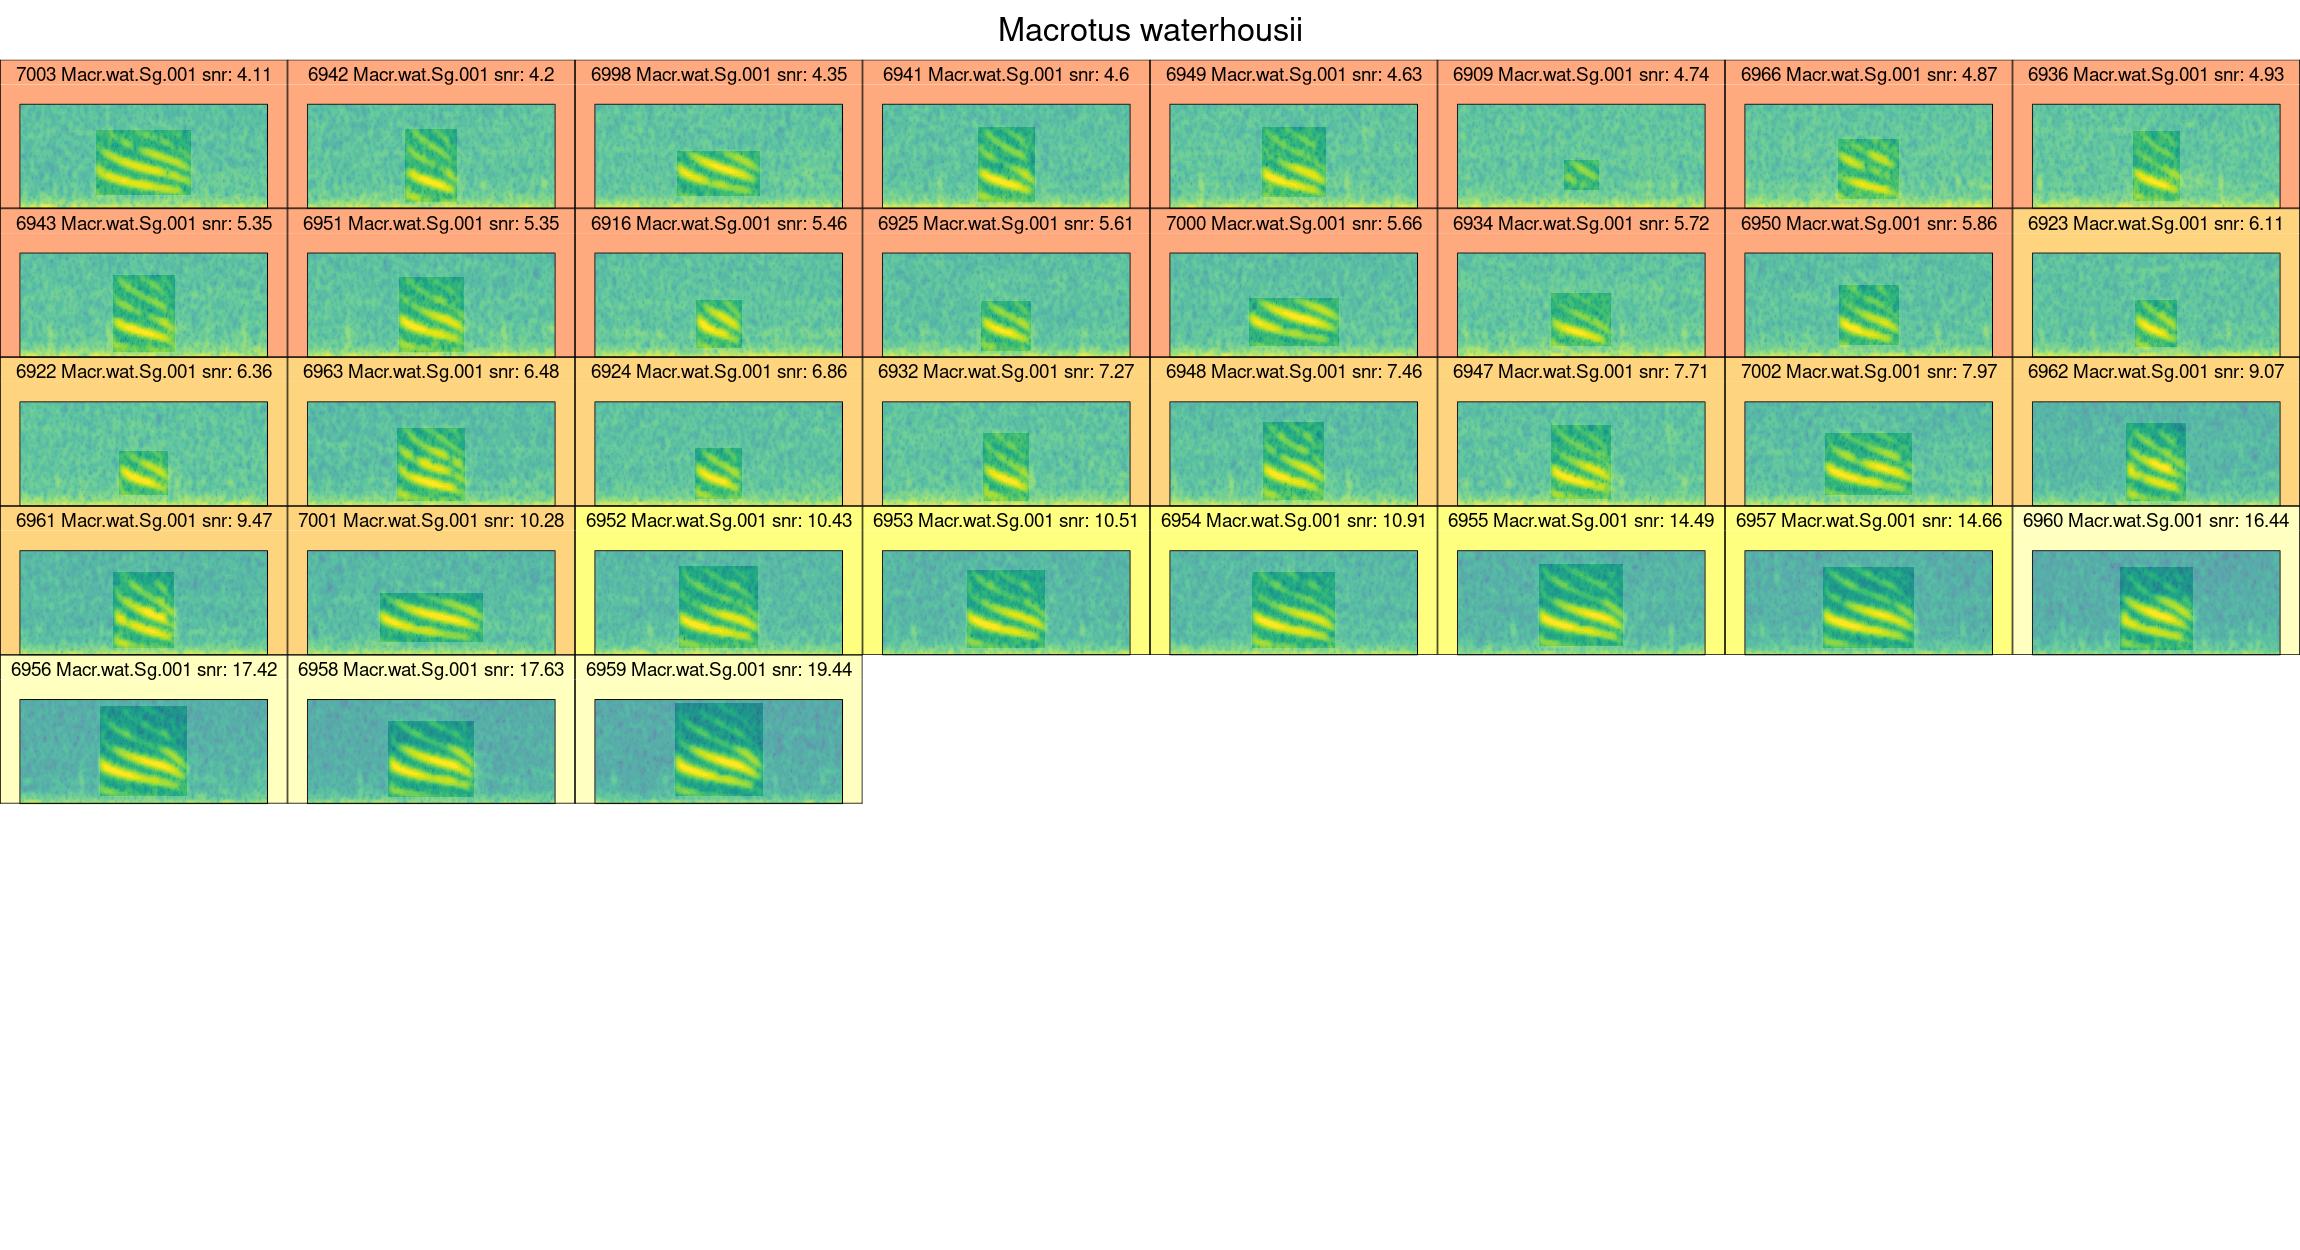 Macrotus waterhousii
7003 Macr.wat.Sg.001 snr: 4.11
6942 Macr.wat.Sg.001 snr: 4.2
6998 Macr.wat.Sg.001 snr: 4.35
6941 Macr.wat.Sg.001 snr: 4.6
6949 Macr.wat.Sg.001 snr: 4.63
6909 Macr.wat.Sg.001 snr: 4.74
6966 Macr.wat.Sg.001 snr: 4.87
6936 Macr.wat.Sg.001 snr: 4.93
6943 Macr.wat.Sg.001 snr: 5.35
6951 Macr.wat.Sg.001 snr: 5.35
6916 Macr.wat.Sg.001 snr: 5.46
6925 Macr.wat.Sg.001 snr: 5.61
7000 Macr.wat.Sg.001 snr: 5.66
6934 Macr.wat.Sg.001 snr: 5.72
6950 Macr.wat.Sg.001 snr: 5.86
6923 Macr.wat.Sg.001 snr: 6.11
6922 Macr.wat.Sg.001 snr: 6.36
6963 Macr.wat.Sg.001 snr: 6.48
6924 Macr.wat.Sg.001 snr: 6.86
6932 Macr.wat.Sg.001 snr: 7.27
6948 Macr.wat.Sg.001 snr: 7.46
6947 Macr.wat.Sg.001 snr: 7.71
7002 Macr.wat.Sg.001 snr: 7.97
6962 Macr.wat.Sg.001 snr: 9.07
6961 Macr.wat.Sg.001 snr: 9.47
7001 Macr.wat.Sg.001 snr: 10.28
6952 Macr.wat.Sg.001 snr: 10.43
6953 Macr.wat.Sg.001 snr: 10.51
6954 Macr.wat.Sg.001 snr: 10.91
6955 Macr.wat.Sg.001 snr: 14.49
6957 Macr.wat.Sg.001 snr: 14.66
6960 Macr.wat.Sg.001 snr: 16.44
6956 Macr.wat.Sg.001 snr: 17.42
6958 Macr.wat.Sg.001 snr: 17.63
6959 Macr.wat.Sg.001 snr: 19.44